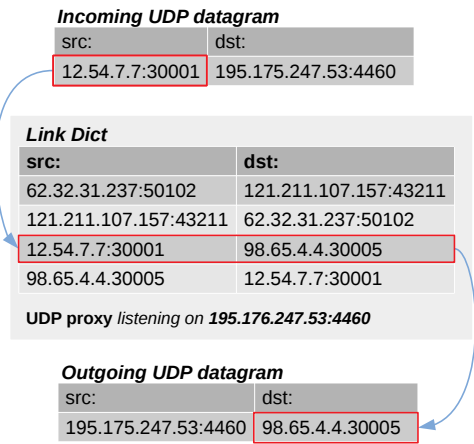 Incoming UDP datagram
src: dst:
12.54.7.7:30001 195.175.247.53:4460
Link Dict
src: dst:
62.32.31.237:50102 121.211.107.157:43211
121.211.107.157:43211 62.32.31.237:50102
12.54.7.7:30001 98.65.4.4.30005
98.65.4.4.30005 12.54.7.7:30001
UDP proxy listening on 195.176.247.53:4460
Outgoing UDP datagram
src: dst:
195.175.247.53:4460 98.65.4.4.30005